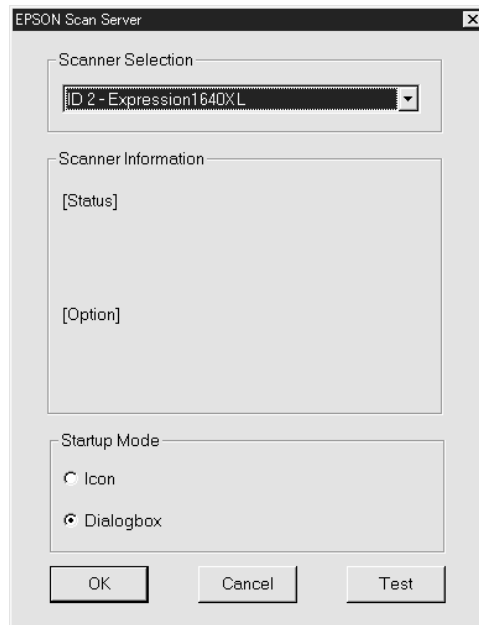 EPSON Scan Server
Scanner Selection
ID 2 - Expression1640XL
Scanner Information
[Status]
[Option]
Startup Mode
Icon
Dialogbox
OK Cancel Test